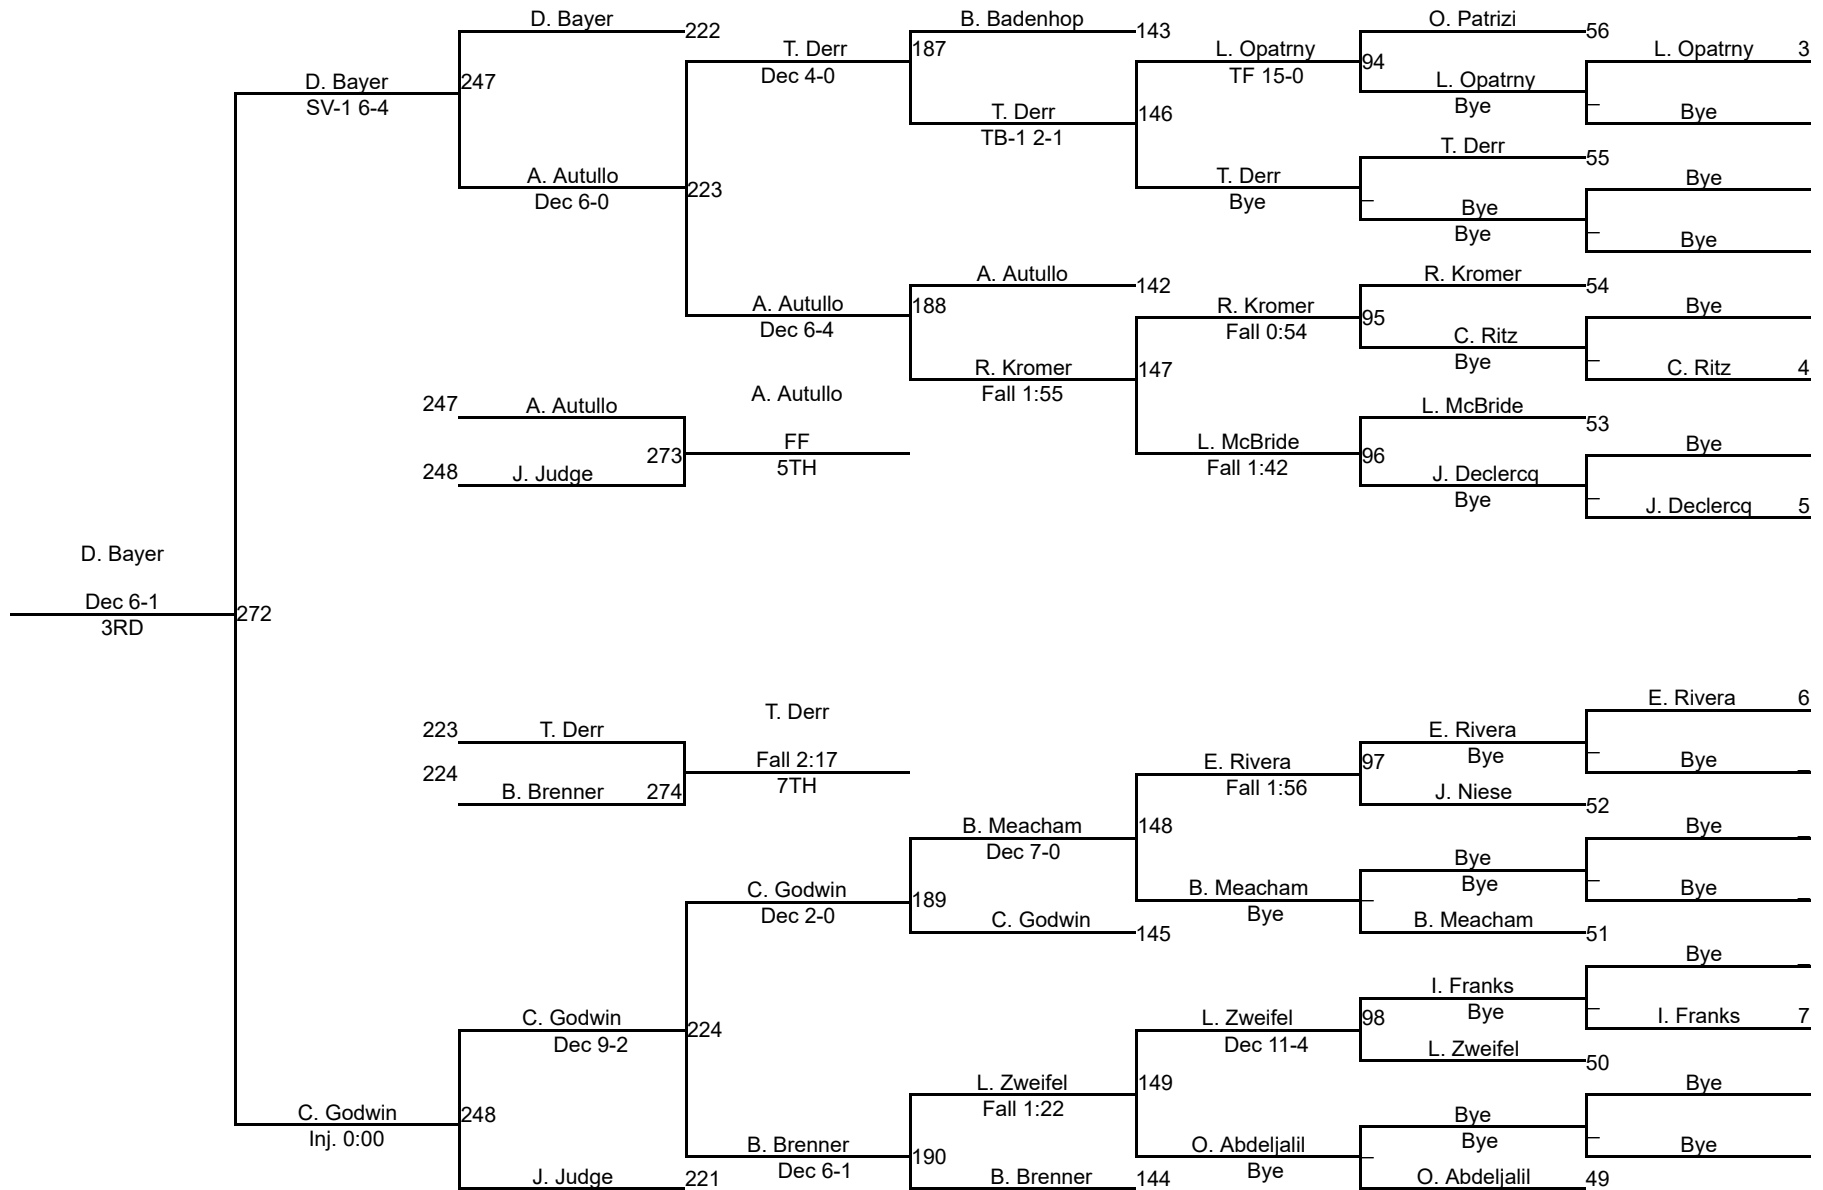 D. Bayer
222
B. Badenhop
143
O. Patrizi
56
T. Derr
187
L. Opatrny
L. Opatrny
3
Dec 4-0
TF 15-0
94
D. Bayer
247
L. Opatrny
SV-1 6-4
Bye
Bye
T. Derr
146
TB-1 2-1
T. Derr
55
A. Autullo
T. Derr
Bye
Dec 6-0
223
Bye
Bye
Bye
Bye
A. Autullo
142
R. Kromer
54
A. Autullo
188
R. Kromer
Bye
Dec 6-4
Fall 0:54
95
C. Ritz
R. Kromer
147
Bye
C. Ritz
4
A. Autullo
Fall 1:55
247
A. Autullo
L. McBride
53
FF
L. McBride
Bye
273
5TH
Fall 1:42
96
248
J. Judge
J. Declercq
Bye
J. Declercq
5
D. Bayer
Dec 6-1
272
3RD
E. Rivera
6
T. Derr
223
T. Derr
E. Rivera
Fall 2:17
E. Rivera
97
Bye
Bye
224
7TH
Fall 1:56
B. Brenner
274
J. Niese
52
B. Meacham
148
Bye
Dec 7-0
Bye
C. Godwin
B. Meacham
Bye
Bye
Dec 2-0
189
Bye
C. Godwin
145
B. Meacham
51
Bye
I. Franks
C. Godwin
224
L. Zweifel
98
Bye
I. Franks
7
Dec 9-2
Dec 11-4
L. Zweifel
50
L. Zweifel
149
Bye
C. Godwin
248
Fall 1:22
Bye
Inj. 0:00
B. Brenner
190
O. Abdeljalil
Bye
Bye
Dec 6-1
Bye
J. Judge
221
B. Brenner
144
O. Abdeljalil
49